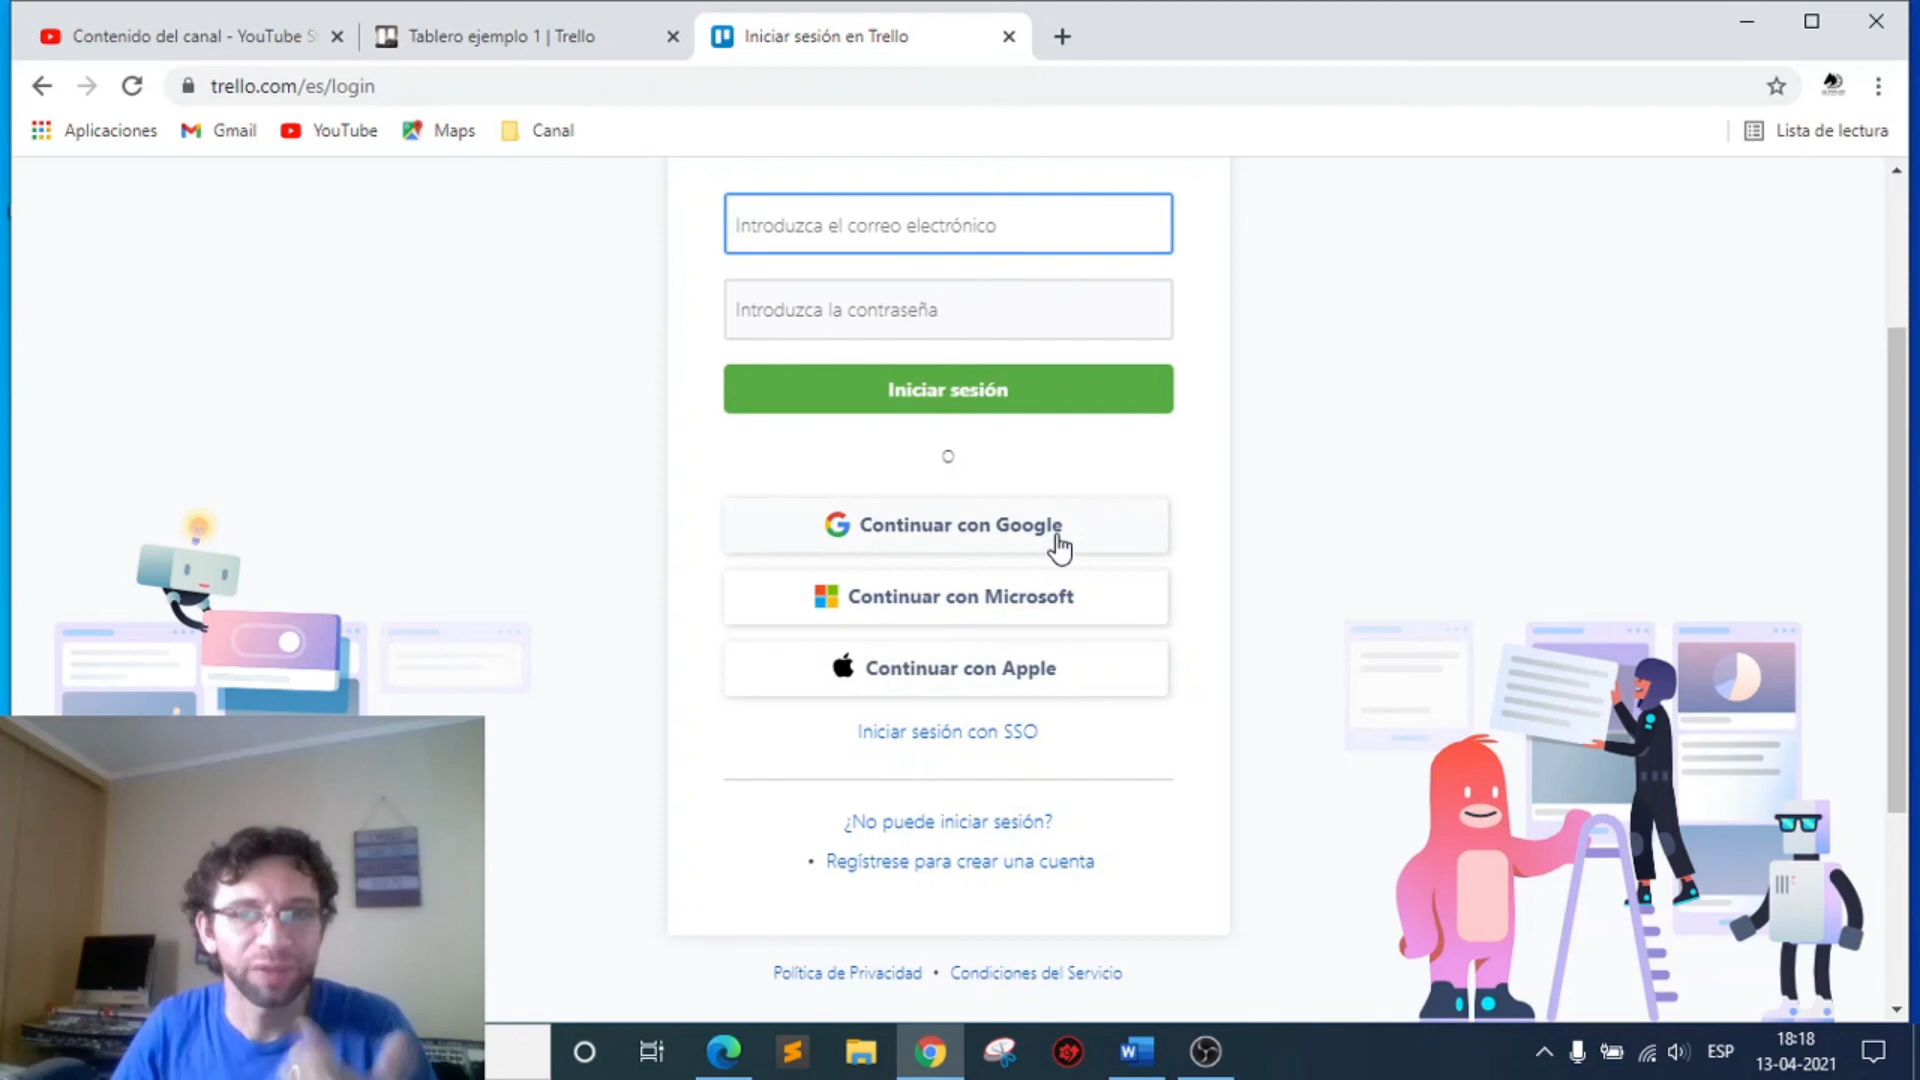 Contenido del canal - YouTube S
Tablero ejemplo 1 | Trello
Iniciar sesión en Trello
trello.com/es/login
Aplicaciones
Gmail
YouTube
Maps
Canal
Lista de lectura
Introduzca el correo electrónico
Introduzca la contraseña
Iniciar sesión
O
Continuar con Google
Continuar con Microsoft
Continuar con Apple
Iniciar sesión con SSO
¿No puede iniciar sesión?
• Regístrese para crear una cuenta
Política de Privacidad • Condiciones del Servicio
ESP
18:18
13-04-2021